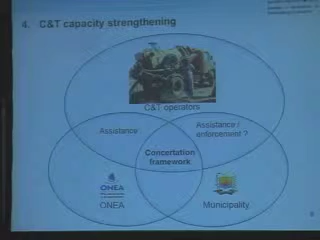 4. C&T capacity strengthening
C&T operators
Assistance
Assistance /
enforcement ?
Concertation
framework
ONEA
ONEA
Municipality